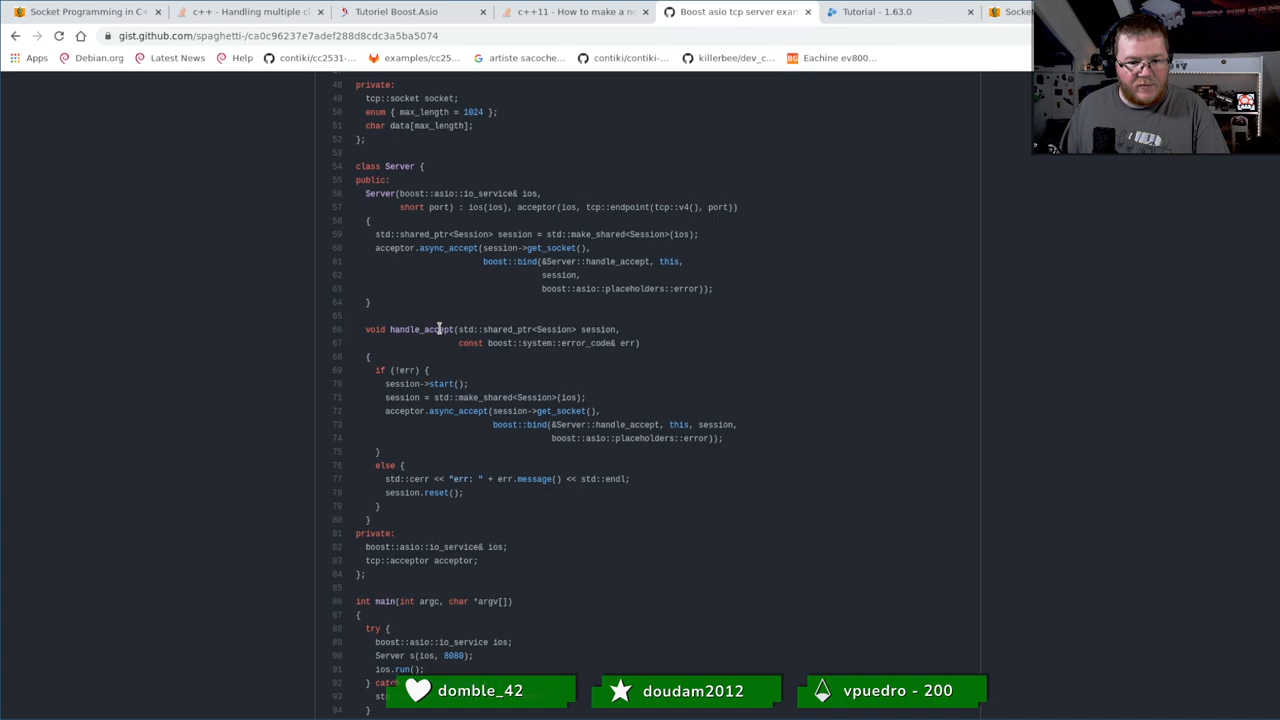 Socket Programming in C+
c++ - Handling multiple cl
Tutoriel Boost.Asio
c++11 - How to make a no
Boost asio tcp server exam
Tutorial - 1.63.0
Socket
gist.github.com/spaghetti-/ca0c96237e7adef288d8cdc3a5ba5074
Apps
Debian.org
Latest News
Help
contiki/cc2531-...
examples/cc25...
artiste sacoche...
contiki/contiki-...
killerbee/dev_c...
BG
Eachine ev800...
48 private:
49 tcp::socket socket;
50 enum { max_length = 1024 };
51 char data[max_length];
52 };
53
54 class Server {
55 public:
56 Server(boost::asio::io_service& ios,
57 short port) : ios(ios), acceptor(ios, tcp::endpoint(tcp::v4(), port))
58 {
59 std::shared_ptr<Session> session = std::make_shared<Session>(ios);
60 acceptor.async_accept(session->get_socket(),
61 boost::bind(&Server::handle_accept, this,
62 session,
63 boost::asio::placeholders::error));
64 }
65
66 void handle_accept(std::shared_ptr<Session> session,
67 const boost::system::error_code& err)
68 {
69 if (!err) {
70 session->start();
71 session = std::make_shared<Session>(ios);
72 acceptor.async_accept(session->get_socket(),
73 boost::bind(&Server::handle_accept, this, session,
74 boost::asio::placeholders::error));
75 }
76 else {
77 std::cerr << "err: " + err.message() << std::endl;
78 session.reset();
79 }
80 }
81 private:
82 boost::asio::io_service& ios;
83 tcp::acceptor acceptor;
84 };
85
86 int main(int argc, char *argv[])
87 {
88 try {
89 boost::asio::io_service ios;
90 Server s(ios, 8080);
91 ios.run();
92 } catc
93 st
94 }
domble_42
doudam2012
vpuedro - 200